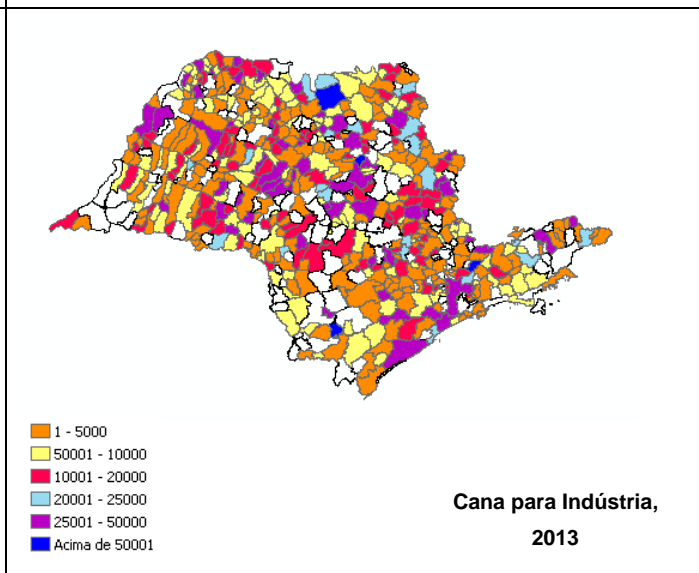 1 - 5000
50001 - 10000
10001 - 20000
20001 - 25000
25001 - 50000
Acima de 50001
Cana para Indústria,
2013